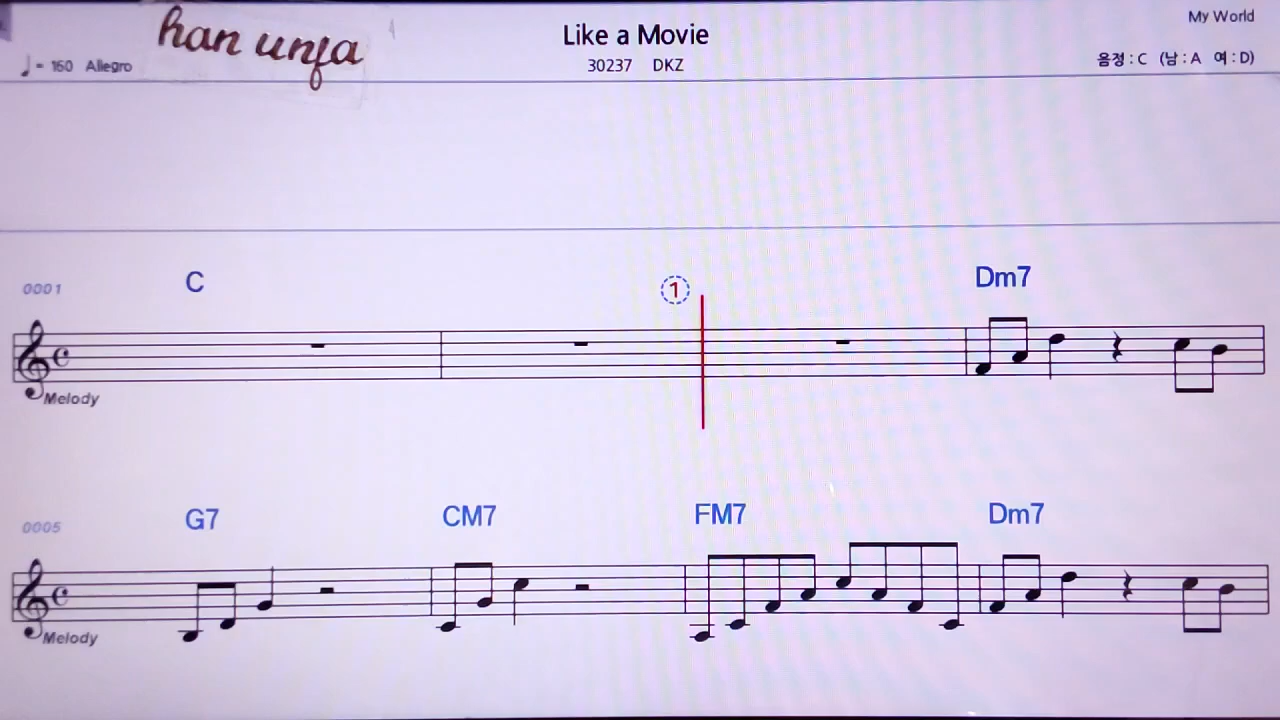 My World
han unfa
Like a Movie
♩= 160 Allegro
30237 DKZ
음정 : C (남 : A 여 : D)
0001
C
1
Dm7
Melody
0005
G7
CM7
FM7
Dm7
Melody